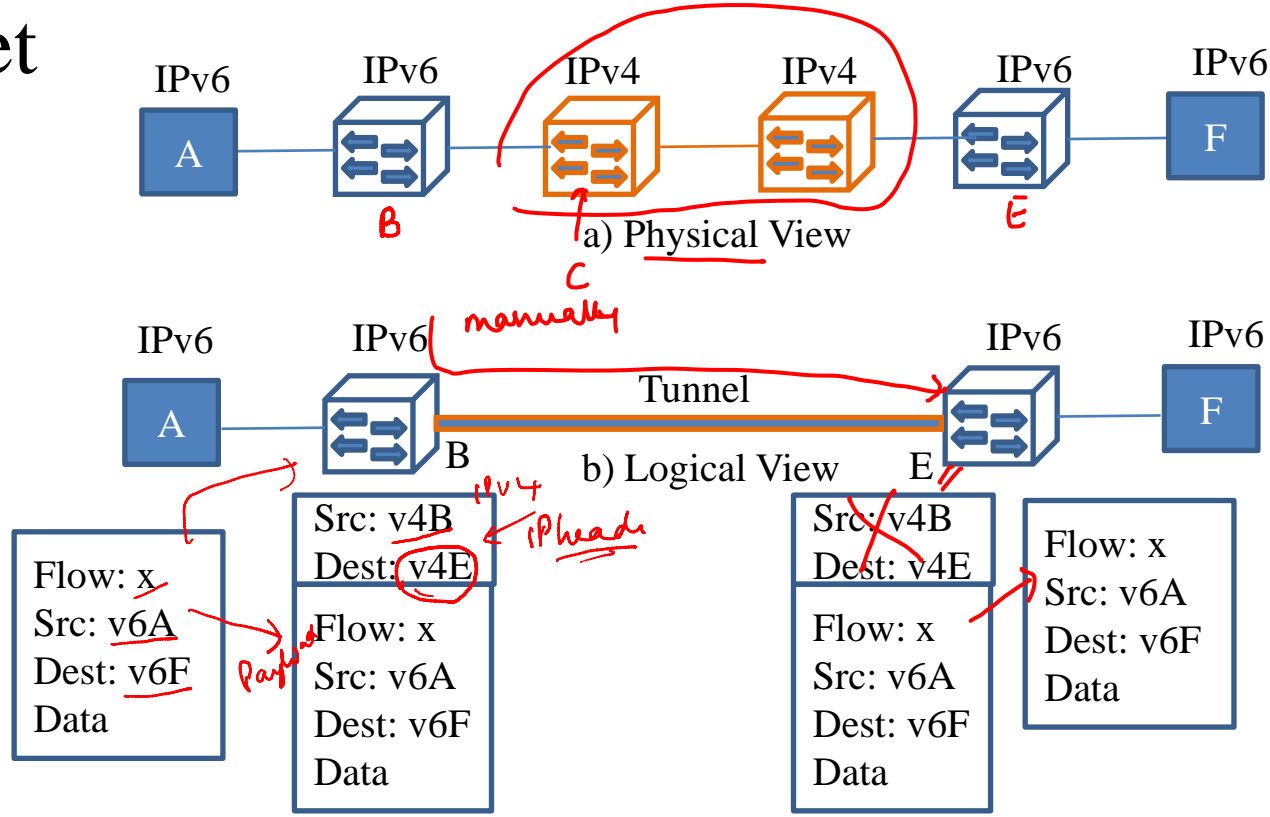 et
IPv6 IPv6 IPv4 IPv4 IPv6 IPv6
A F
B E
a) Physical View
C
manually
IPv6 IPv6 IPv6 IPv6
Tunnel
A F
B b) Logical View E
IPv4
IP head
Payload
Flow: x
Src: v6A
Dest: v6F
Data
Src: v4B
Dest: v4E
Flow: x
Src: v6A
Dest: v6F
Data
Src: v4B
Dest: v4E
Flow: x
Src: v6A
Dest: v6F
Data
Flow: x
Src: v6A
Dest: v6F
Data